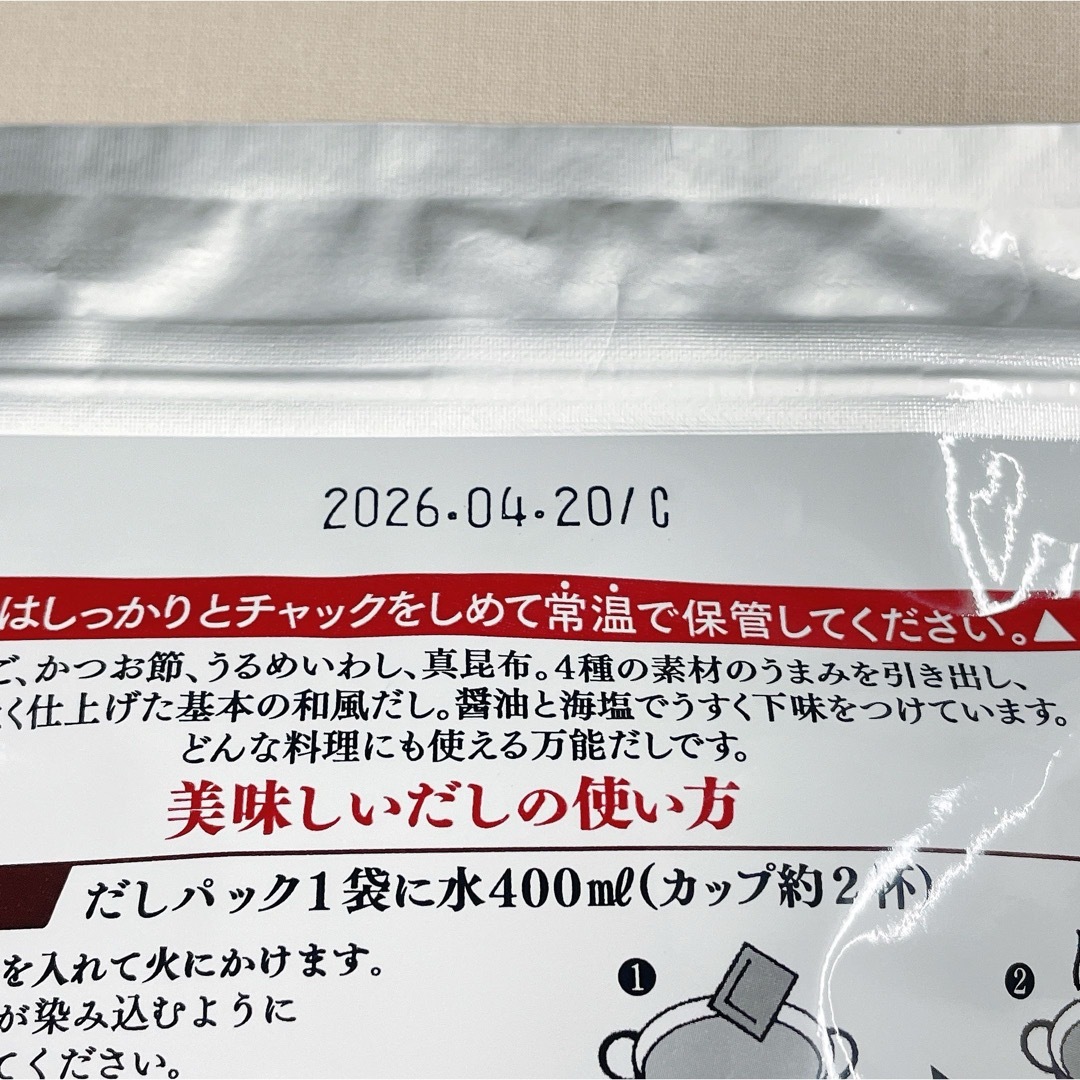 2026.04.20/C
はしっかりとチャックをしめて常温で保管してください。▲
ご、かつお節、うるめいわし、真昆布。4種の素材のうまみを引き出し、
く仕上げた基本の和風だし。醤油と海塩でうすく下味をつけています。
どんな料理にも使える万能だしです。
美味しいだしの使い方
だしパック1袋に水400㎖(カップ約2杯)
を入れて火にかけます。
が染み込むように
てください。
❶
❷